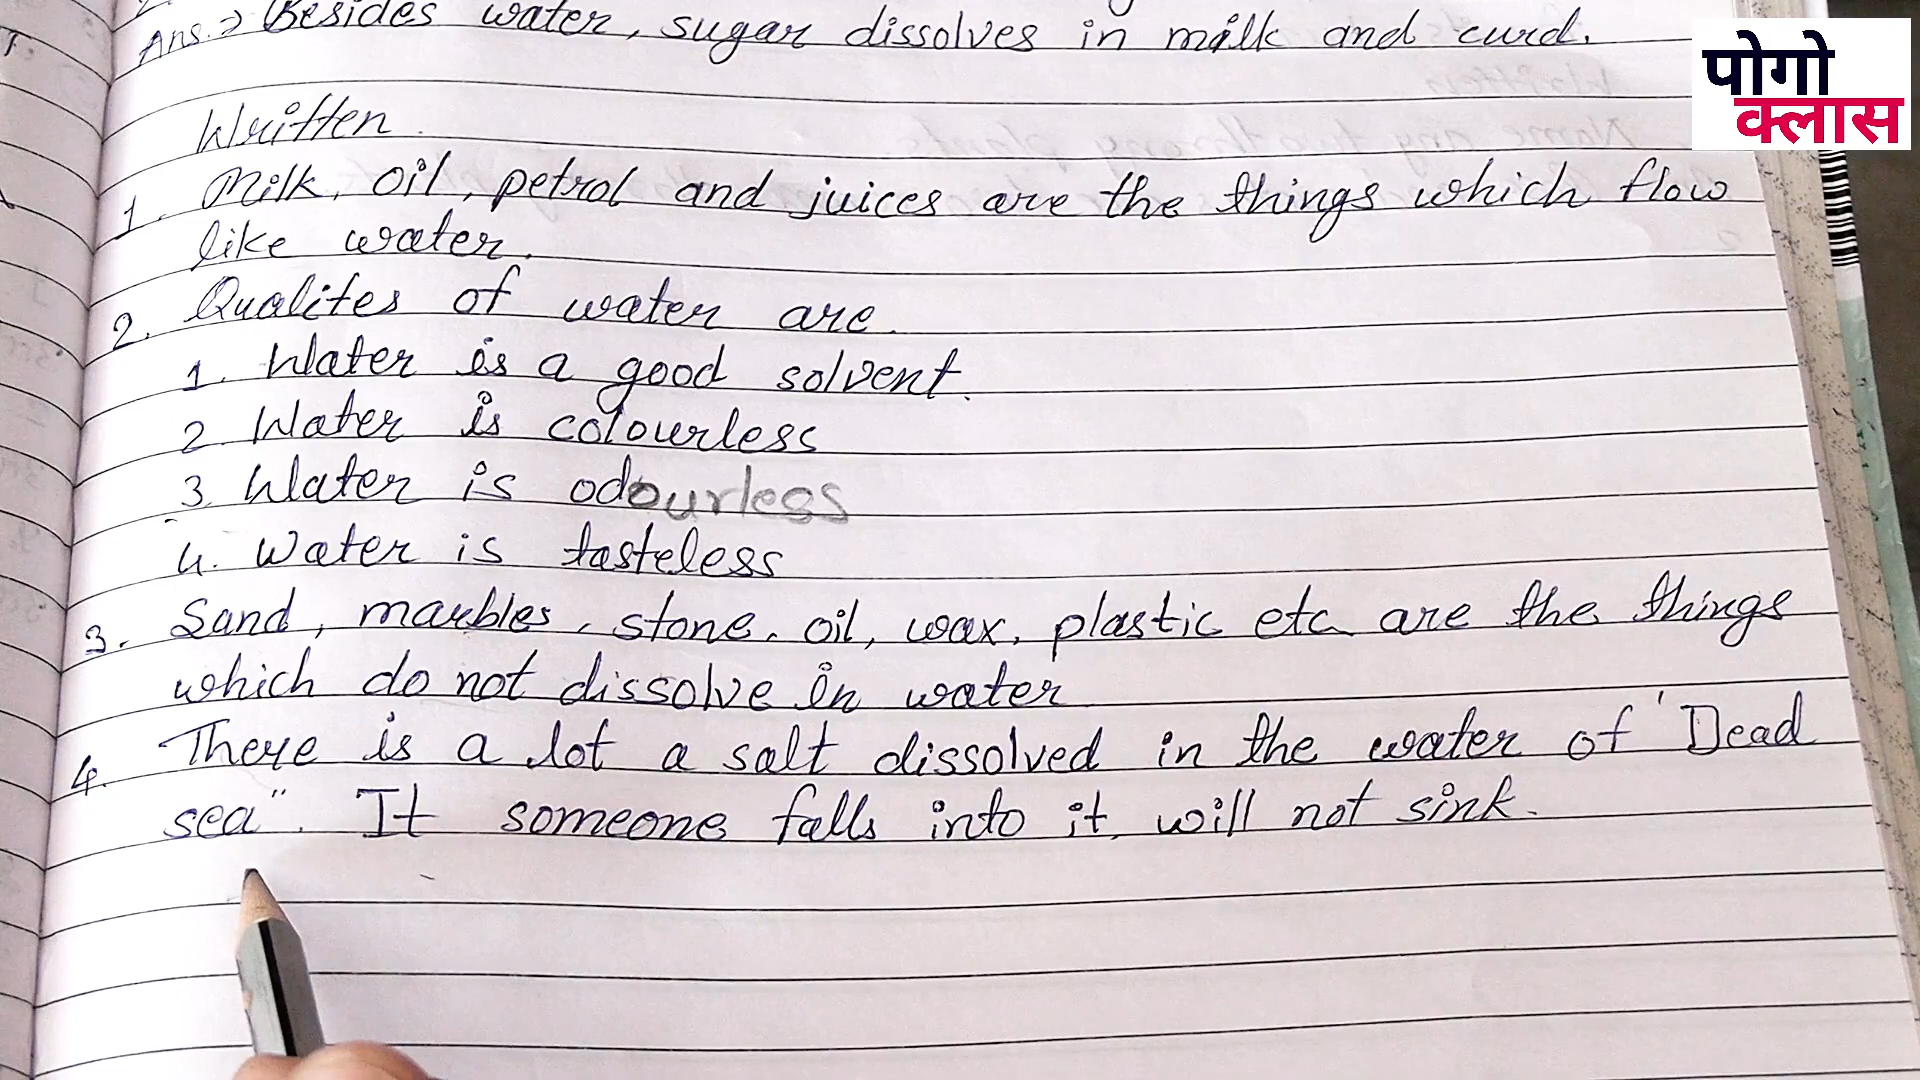 Ans.→ Besides water, sugar dissolves in milk and curd.
पोगो
क्लास
Written
1. Milk, oil, petrol and juices are the things which flow
like water.
2. Qualites of water are.
1. Water is a good solvent.
2 Water is colourless
3. Water is odourless
4. Water is tasteless
3. Sand, marbles, stone, oil, wax, plastic etc are the things
which do not dissolve in water
4. There is a lot a salt dissolved in the water of 'Dead
sea". It someone falls into it, will not sink.